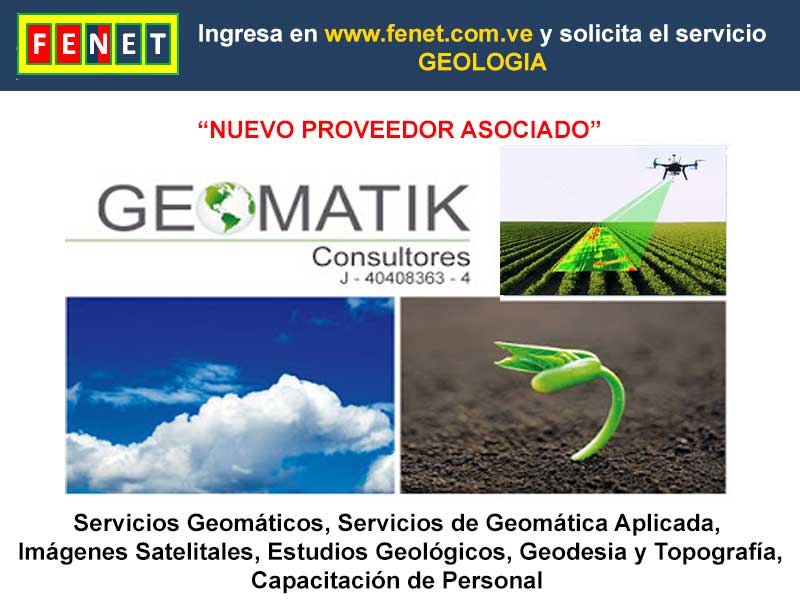 FENET
Ingresa en www.fenet.com.ve y solicita el servicio
GEOLOGIA
“NUEVO PROVEEDOR ASOCIADO”
GEOMATIK
Consultores
J - 40408363 - 4
Servicios Geomáticos, Servicios de Geomática Aplicada,
Imágenes Satelitales, Estudios Geológicos, Geodesia y Topografía,
Capacitación de Personal